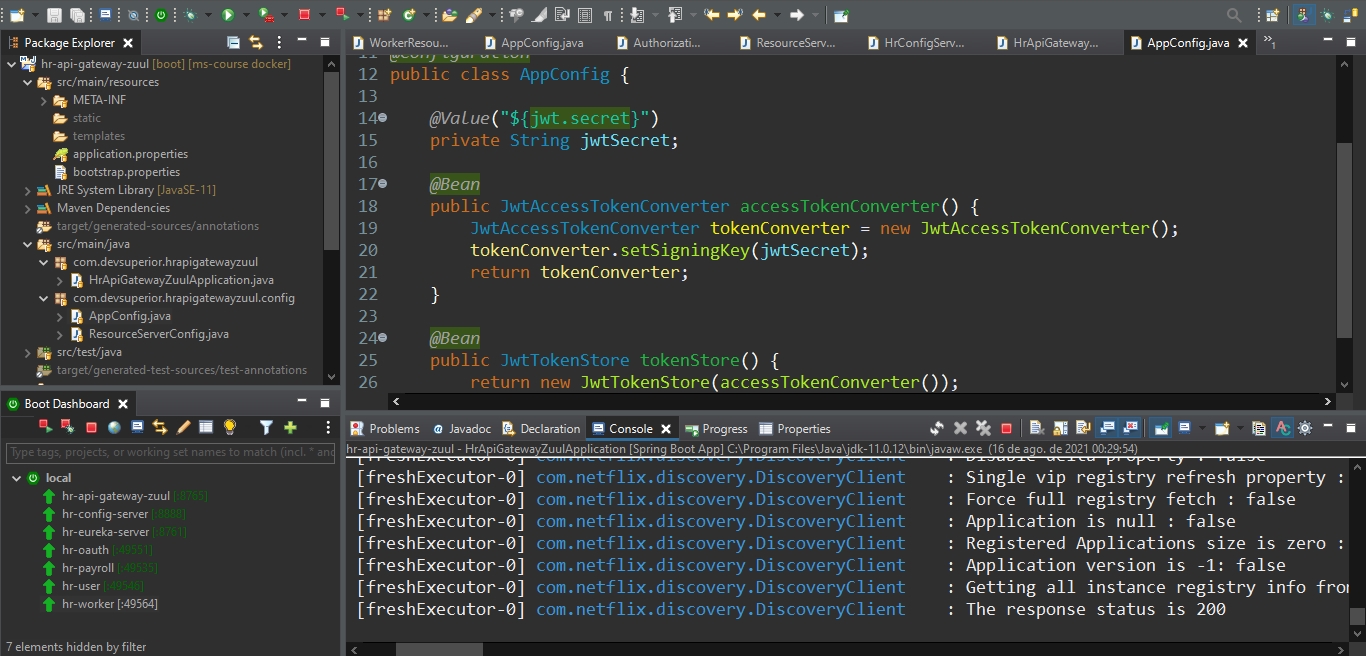 Package Explorer
hr-api-gateway-zuul [boot] [ms-course docker]
src/main/resources
META-INF
static
templates
application.properties
bootstrap.properties
JRE System Library [JavaSE-11]
Maven Dependencies
target/generated-sources/annotations
src/main/java
com.devsuperior.hrapigatewayzuul
HrApiGatewayZuulApplication.java
com.devsuperior.hrapigatewayzuul.config
AppConfig.java
ResourceServerConfig.java
src/test/java
target/generated-test-sources/test-annotations
Boot Dashboard
Type tags, projects, or working set names to match (incl. * and
local
hr-api-gateway-zuul [:8765]
hr-config-server [:8888]
hr-eureka-server [:8761]
hr-oauth [:49551]
hr-payroll [:49535]
hr-user [:49546]
hr-worker [:49564]
7 elements hidden by filter
WorkerResou... AppConfig.java Authorizati... ResourceServ... HrConfigServ... HrApiGateway... AppConfig.java »1
11 @Configuration
12 public class AppConfig {
13
14 @Value("${jwt.secret}")
15 private String jwtSecret;
16
17 @Bean
18 public JwtAccessTokenConverter accessTokenConverter() {
19 JwtAccessTokenConverter tokenConverter = new JwtAccessTokenConverter();
20 tokenConverter.setSigningKey(jwtSecret);
21 return tokenConverter;
22 }
23
24 @Bean
25 public JwtTokenStore tokenStore() {
26 return new JwtTokenStore(accessTokenConverter());
Problems @ Javadoc Declaration Console Progress Properties
hr-api-gateway-zuul - HrApiGatewayZuulApplication [Spring Boot App] C:\Program Files\Java\jdk-11.0.12\bin\javaw.exe (16 de ago. de 2021 00:29:54)
[freshExecutor-0] com.netflix.discovery.DiscoveryClient : Disable delta property : false
[freshExecutor-0] com.netflix.discovery.DiscoveryClient : Single vip registry refresh property :
[freshExecutor-0] com.netflix.discovery.DiscoveryClient : Force full registry fetch : false
[freshExecutor-0] com.netflix.discovery.DiscoveryClient : Application is null : false
[freshExecutor-0] com.netflix.discovery.DiscoveryClient : Registered Applications size is zero :
[freshExecutor-0] com.netflix.discovery.DiscoveryClient : Application version is -1: false
[freshExecutor-0] com.netflix.discovery.DiscoveryClient : Getting all instance registry info from
[freshExecutor-0] com.netflix.discovery.DiscoveryClient : The response status is 200